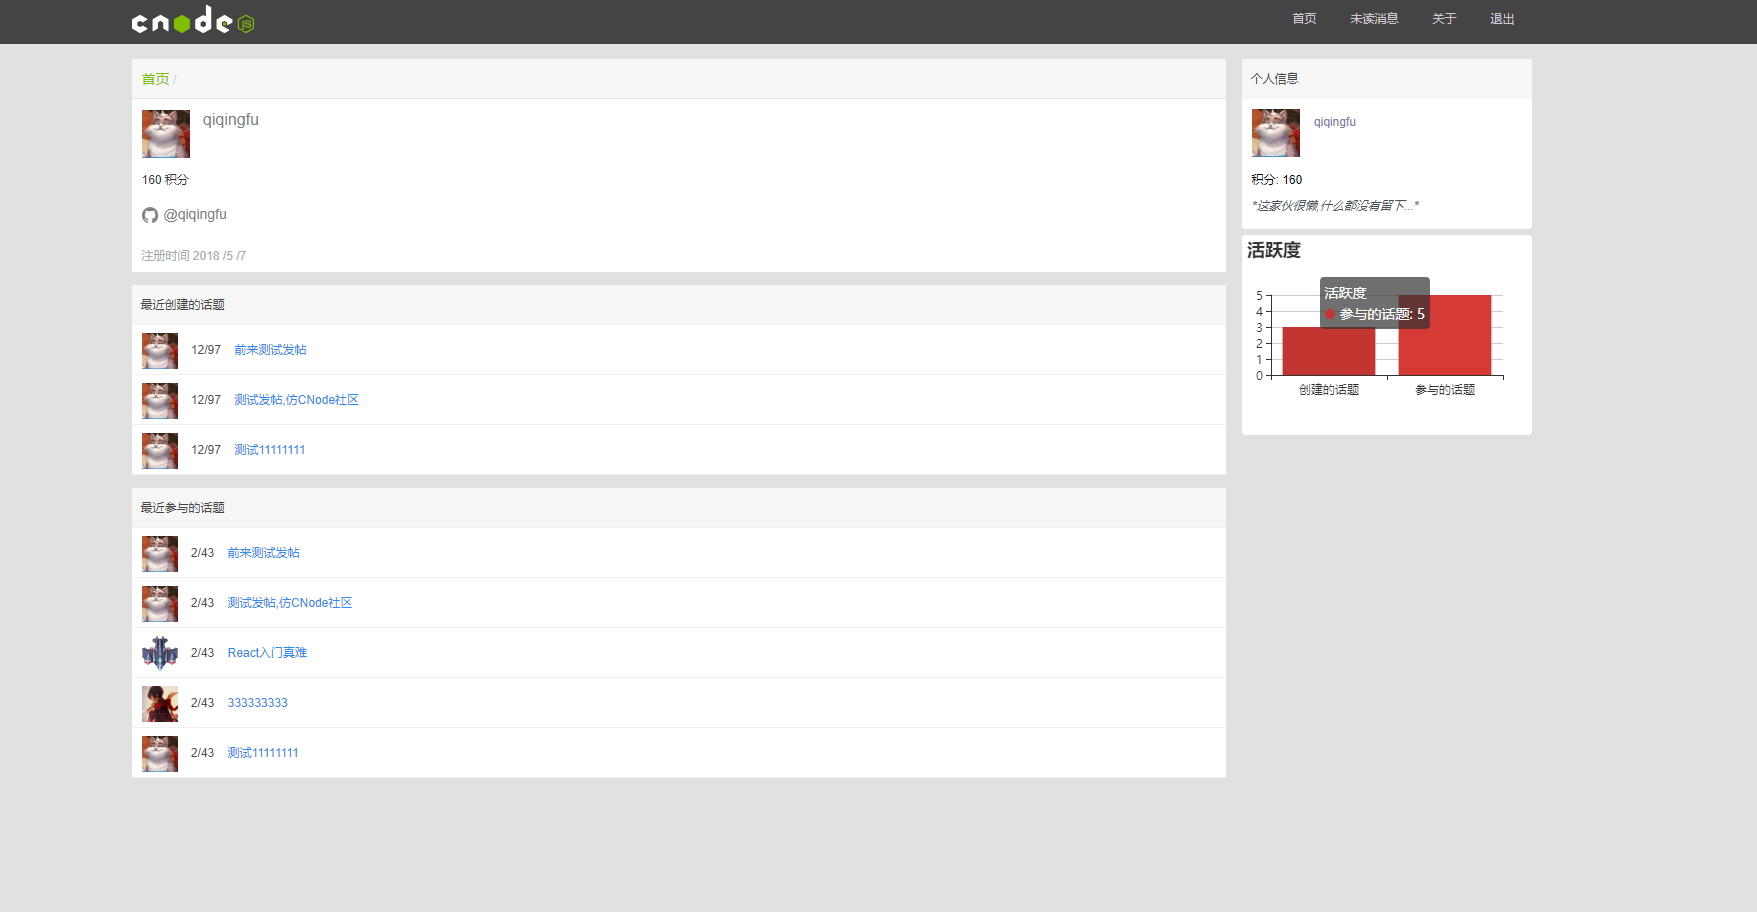 cnode JS
首页 未读消息 关于 退出
首页 /
qiqingfu
160 积分
@qiqingfu
注册时间 2018 /5 /7
最近创建的话题
12/97 前来测试发帖
12/97 测试发帖,仿CNode社区
12/97 测试11111111
最近参与的话题
2/43 前来测试发帖
2/43 测试发帖,仿CNode社区
2/43 React入门真难
2/43 333333333
2/43 测试11111111
个人信息
qiqingfu
积分: 160
*这家伙很懒,什么都没有留下...*
活跃度
活跃度
参与的话题: 5
5
4
3
2
1
0
创建的话题 参与的话题